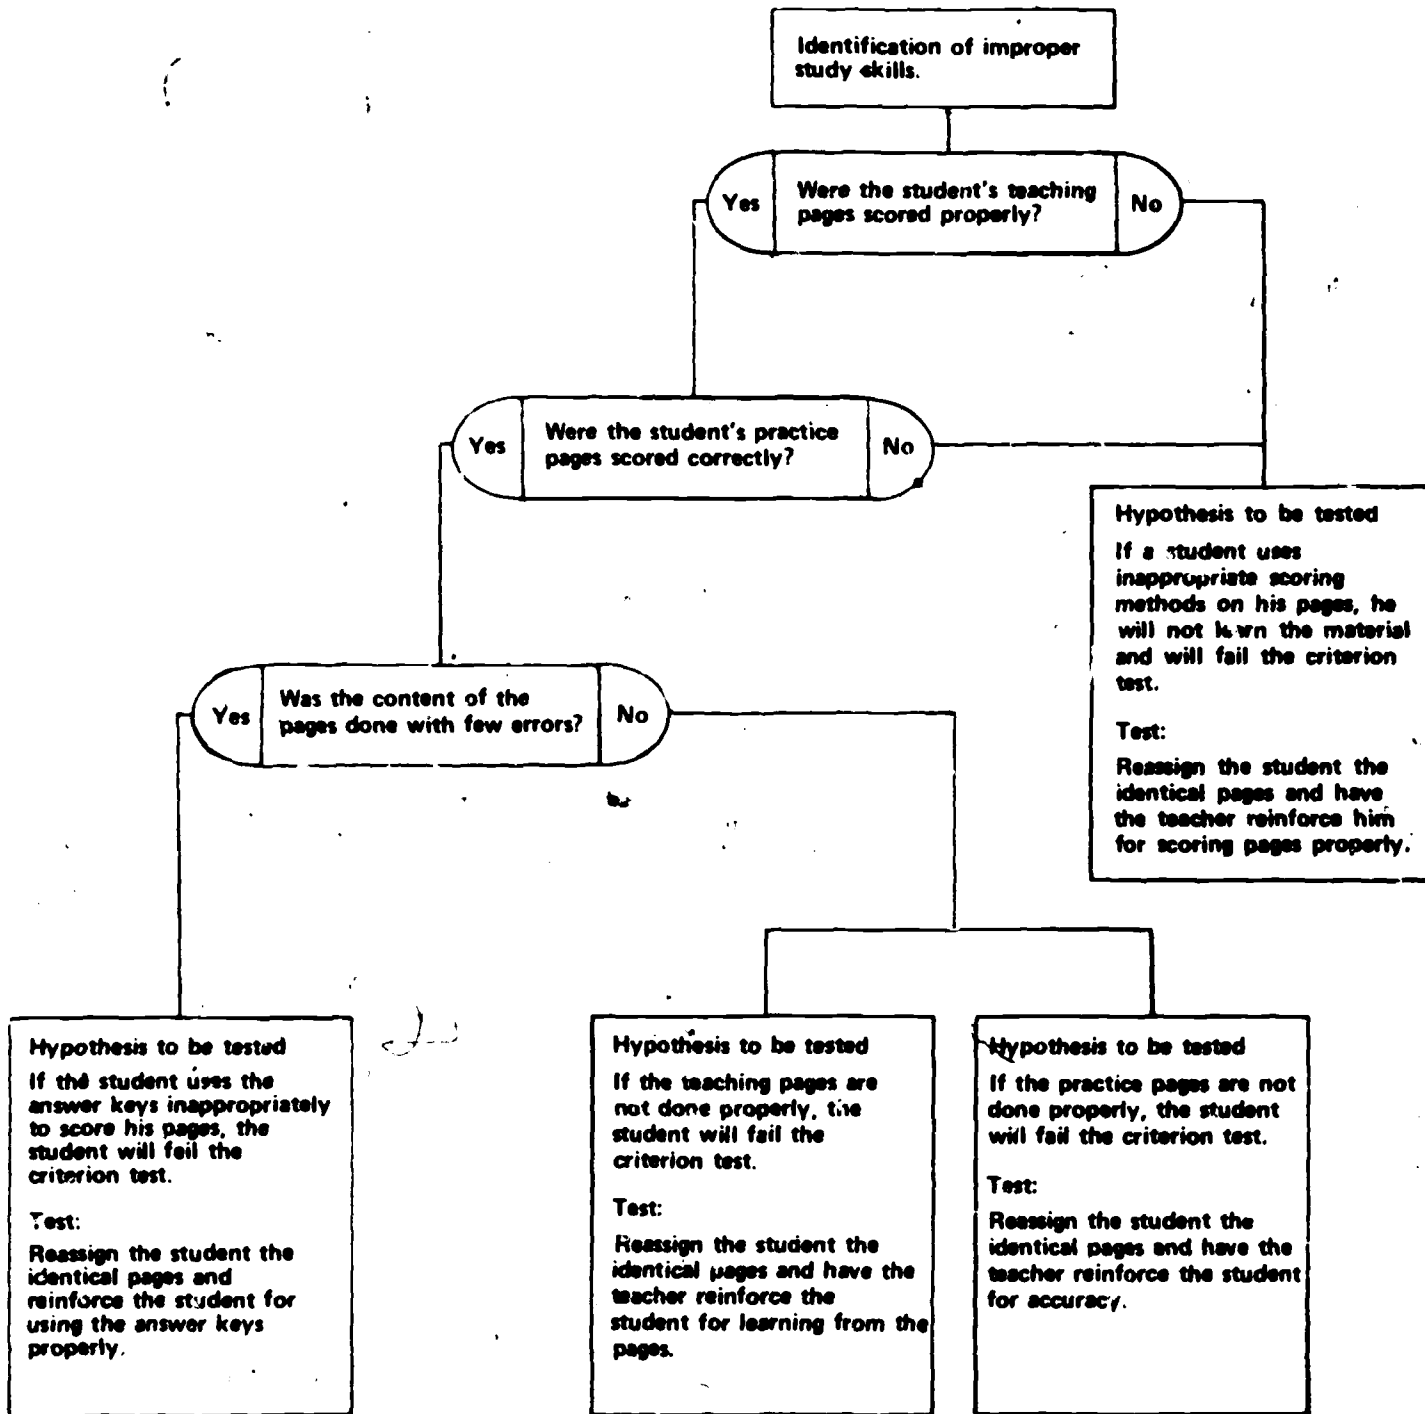 Identification of improper
study skills.
Yes
Were the student's teaching
pages scored properly?
No
Yes
Were the student's practice
pages scored correctly?
No
Hypothesis to be tested
If a student uses
inappropriate scoring
methods on his pages, he
will not learn the material
and will fail the criterion
test.
Test:
Reassign the student the
identical pages and have
the teacher reinforce him
for scoring pages properly.
Yes
Was the content of the
pages done with few errors?
No
Hypothesis to be tested
If the student uses the
answer keys inappropriately
to score his pages, the
student will fail the
criterion test.
Test:
Reassign the student the
identical pages and
reinforce the student for
using the answer keys
properly.
Hypothesis to be tested
If the teaching pages are
not done properly, the
student will fail the
criterion test.
Test:
Reassign the student the
identical pages and have the
teacher reinforce the
student for learning from the
pages.
Hypothesis to be tested
If the practice pages are not
done properly, the student
will fail the criterion test.
Test:
Reassign the student the
identical pages and have the
teacher reinforce the student
for accuracy.